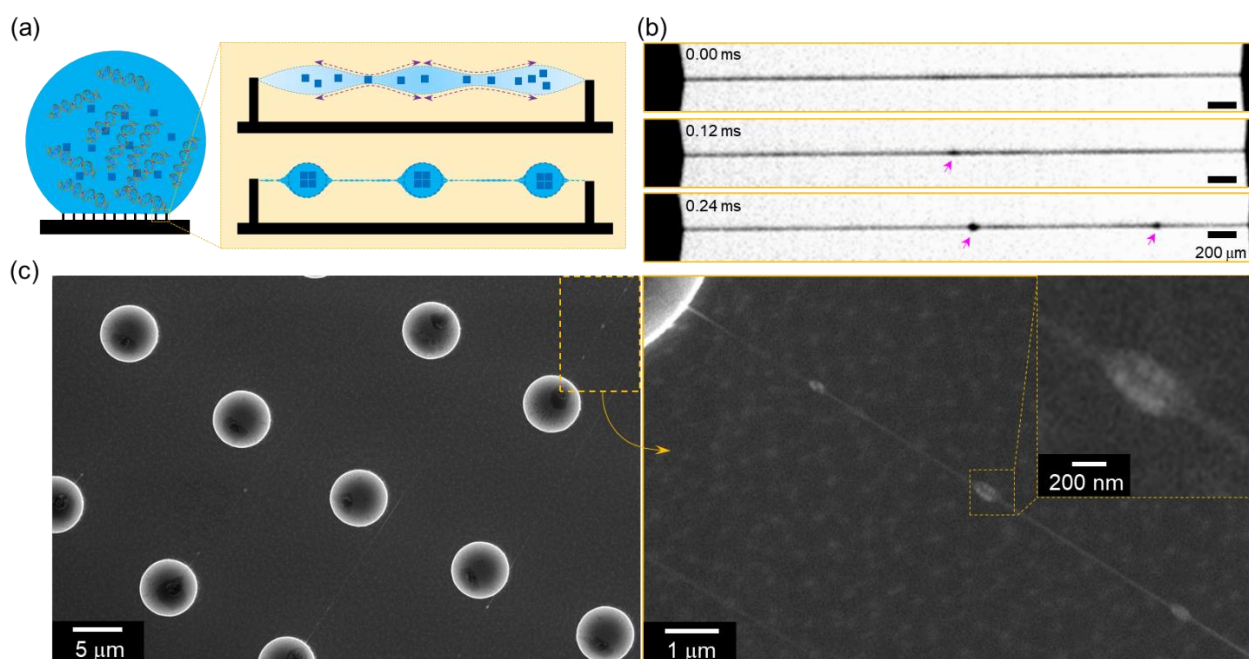 (a)
(b)
0.00 ms
0.12 ms
0.24 ms
200 μm
(c)
5 μm
1 μm
200 nm